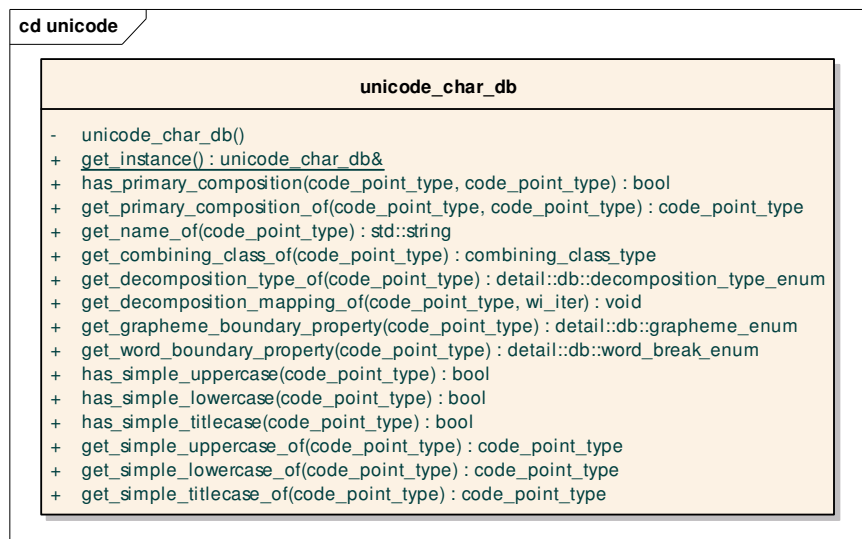 cd unicode
unicode_char_db
- unicode_char_db()
+ get_instance() : unicode_char_db&
+ has_primary_composition(code_point_type, code_point_type) : bool
+ get_primary_composition_of(code_point_type, code_point_type) : code_point_type
+ get_name_of(code_point_type) : std::string
+ get_combining_class_of(code_point_type) : combining_class_type
+ get_decomposition_type_of(code_point_type) : detail::db::decomposition_type_enum
+ get_decomposition_mapping_of(code_point_type, wi_iter) : void
+ get_grapheme_boundary_property(code_point_type) : detail::db::grapheme_enum
+ get_word_boundary_property(code_point_type) : detail::db::word_break_enum
+ has_simple_uppercase(code_point_type) : bool
+ has_simple_lowercase(code_point_type) : bool
+ has_simple_titlecase(code_point_type) : bool
+ get_simple_uppercase_of(code_point_type) : code_point_type
+ get_simple_lowercase_of(code_point_type) : code_point_type
+ get_simple_titlecase_of(code_point_type) : code_point_type